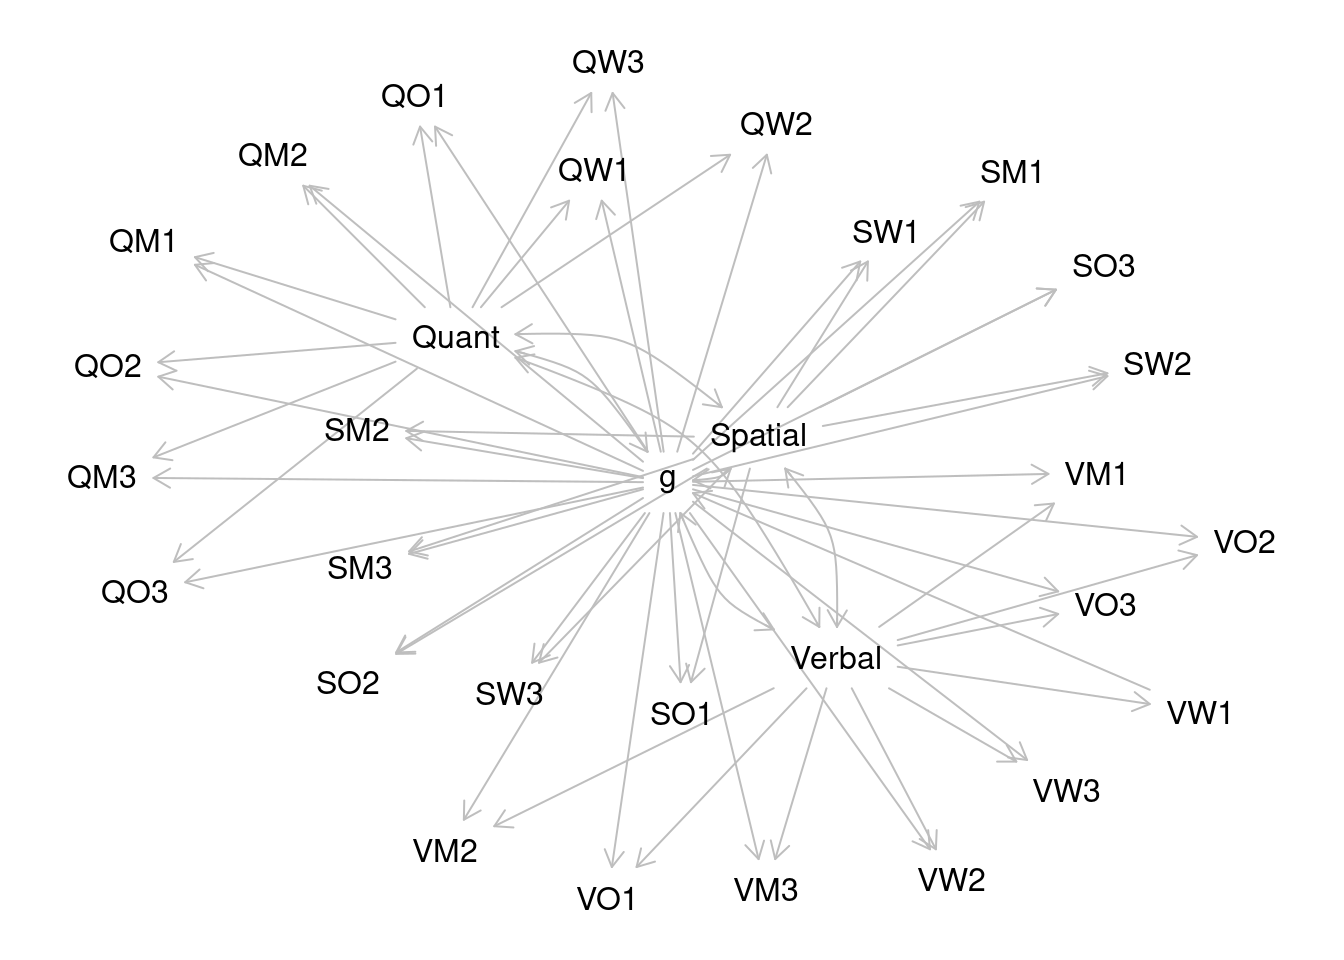 QW3
QO1
QW2
QM2
QW1
SM1
SW1
QM1
SO3
Quant
SW2
QO2
SM2
Spatial
VM1
QM3
g
VO2
SM3
QO3
VO3
Verbal
SO2
SW3
SO1
VW1
VW3
VM2
VW2
VM3
VO1